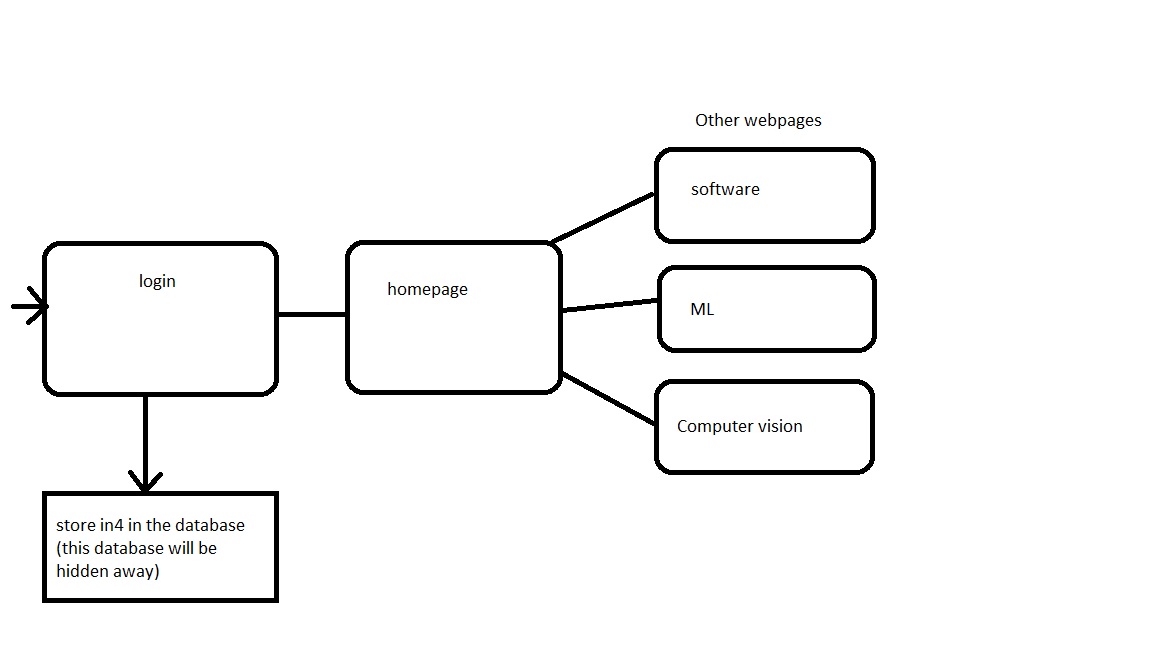 Other webpages
software
login
homepage
ML
Computer vision
store in4 in the database
(this database will be
hidden away)